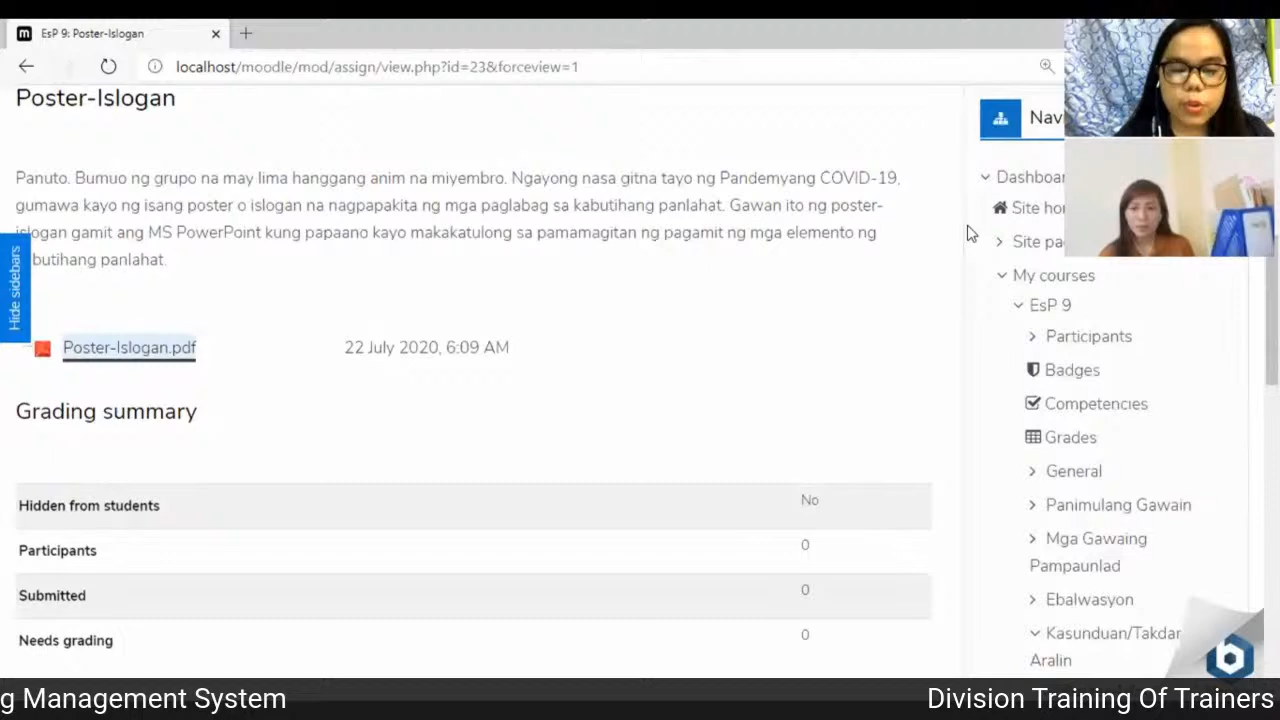 EsP 9: Poster-Islogan
localhost/moodle/mod/assign/view.php?id=23&forceview=1
Poster-Islogan
Panuto. Bumuo ng grupo na may lima hanggang anim na miyembro. Ngayong nasa gitna tayo ng Pandemyang COVID-19,
gumawa kayo ng isang poster o islogan na nagpapakita ng mga paglabag sa kabutihang panlahat. Gawan ito ng poster-
islogan gamit ang MS PowerPoint kung papaano kayo makakatulong sa pamamagitan ng pagamit ng mga elemento ng
butihang panlahat.
Hide sidebars
Poster-Islogan.pdf 22 July 2020, 6:09 AM
Grading summary
Hidden from students No
Participants 0
Submitted 0
Needs grading 0
Nav
Dashboar
Site ho
Site pa
My courses
EsP 9
Participants
Badges
Competencies
Grades
General
Panimulang Gawain
Mga Gawaing
Pampaunlad
Ebalwasyon
Kasunduan/Takdar
Aralin
g Management System
Division Training Of Trainers